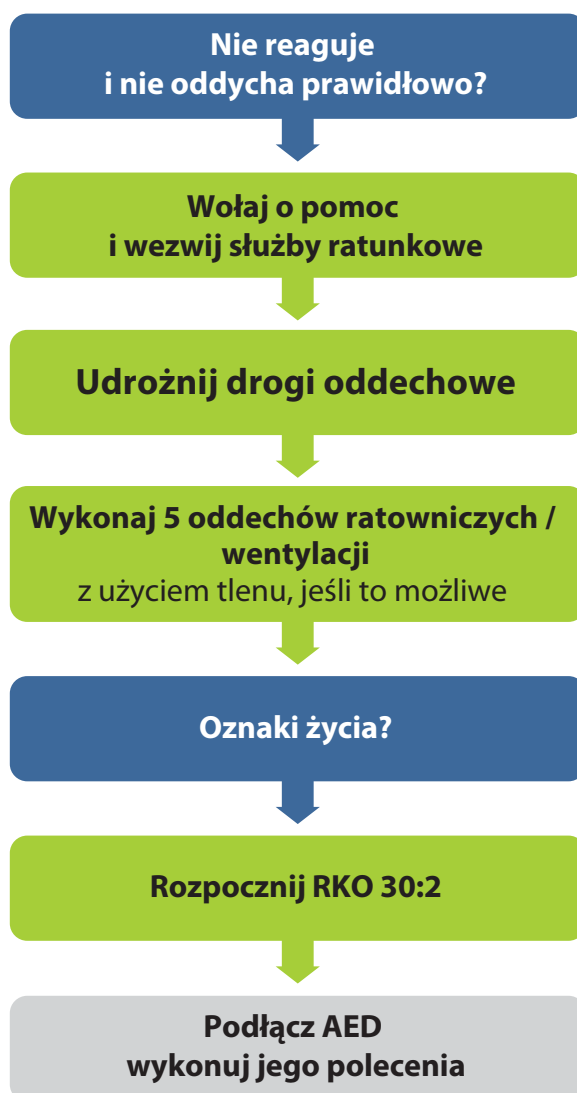 Nie reaguje
i nie oddycha prawidłowo?
Wołaj o pomoc
i wezwij służby ratunkowe
Udrożnij drogi oddechowe
Wykonaj 5 oddechów ratowniczych /
wentylacji
z użyciem tlenu, jeśli to możliwe
Oznaki życia?
Rozpocznij RKO 30:2
Podłącz AED
wykonuj jego polecenia